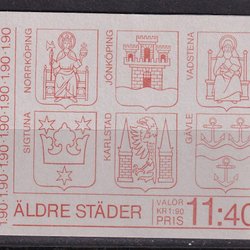 NORRKÖPING
JÖNKÖPING
VADSTENA
SIGTUNA
KARLSTAD
GÄVLE
1.90·1.90·1.90·1.90·1.90·1.90
ÄLDRE STÄDER
VALÖR
KR 1:90
PRIS
11:40